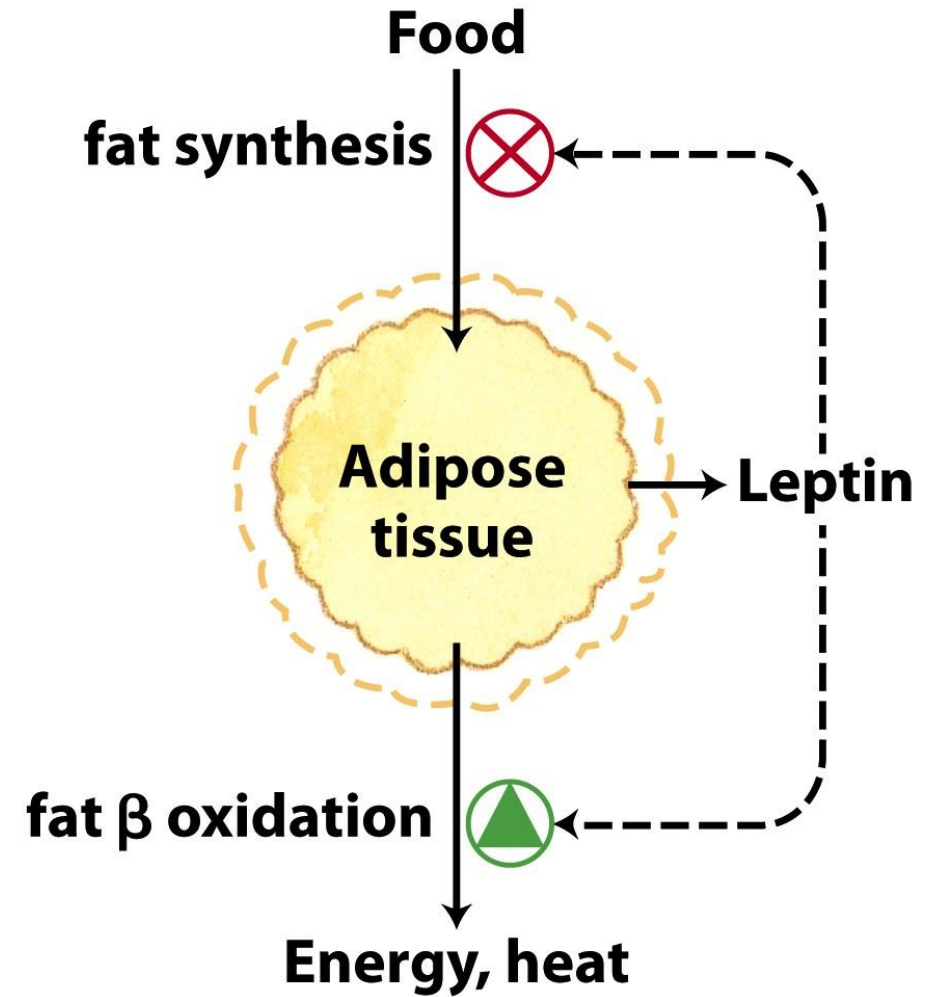 Food
fat synthesis
Adipose
tissue
Leptin
fat β oxidation
Energy, heat